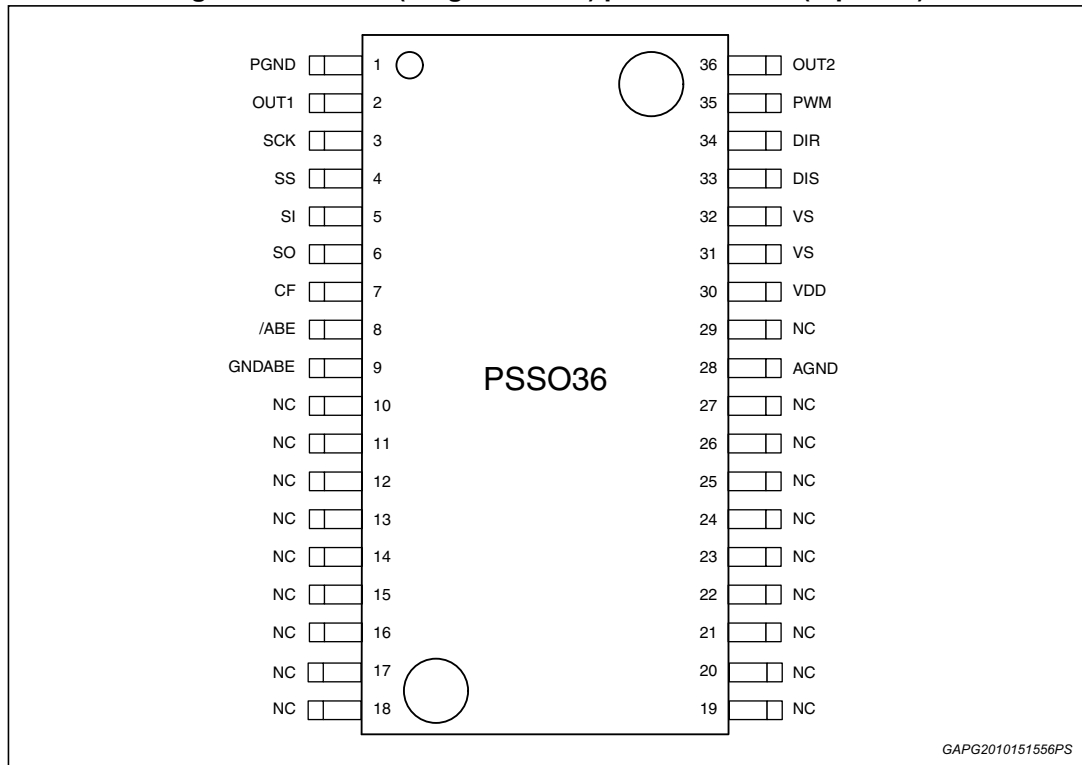 PGND 1 36 OUT2
OUT1 2 35 PWM
SCK 3 34 DIR
SS 4 33 DIS
SI 5 32 VS
SO 6 31 VS
CF 7 30 VDD
/ABE 8 29 NC
GNDABE 9 28 AGND
PSSO36
NC 10 27 NC
NC 11 26 NC
NC 12 25 NC
NC 13 24 NC
NC 14 23 NC
NC 15 22 NC
NC 16 21 NC
NC 17 20 NC
NC 18 19 NC
GAPG2010151556PS